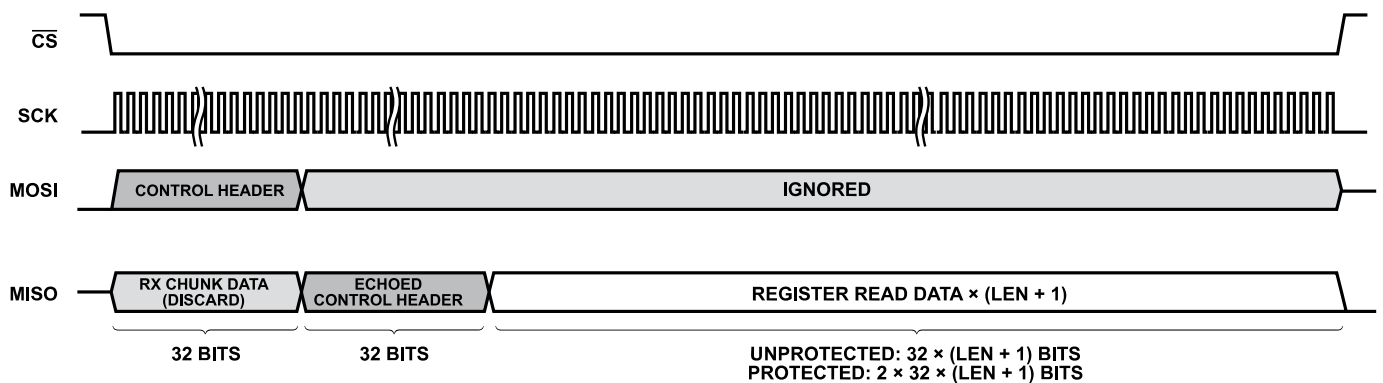 CS
SCK
MOSI
CONTROL HEADER
IGNORED
MISO
RX CHUNK DATA
(DISCARD)
ECHOED
CONTROL HEADER
REGISTER READ DATA × (LEN + 1)
32 BITS
32 BITS
UNPROTECTED: 32 × (LEN + 1) BITS
PROTECTED: 2 × 32 × (LEN + 1) BITS